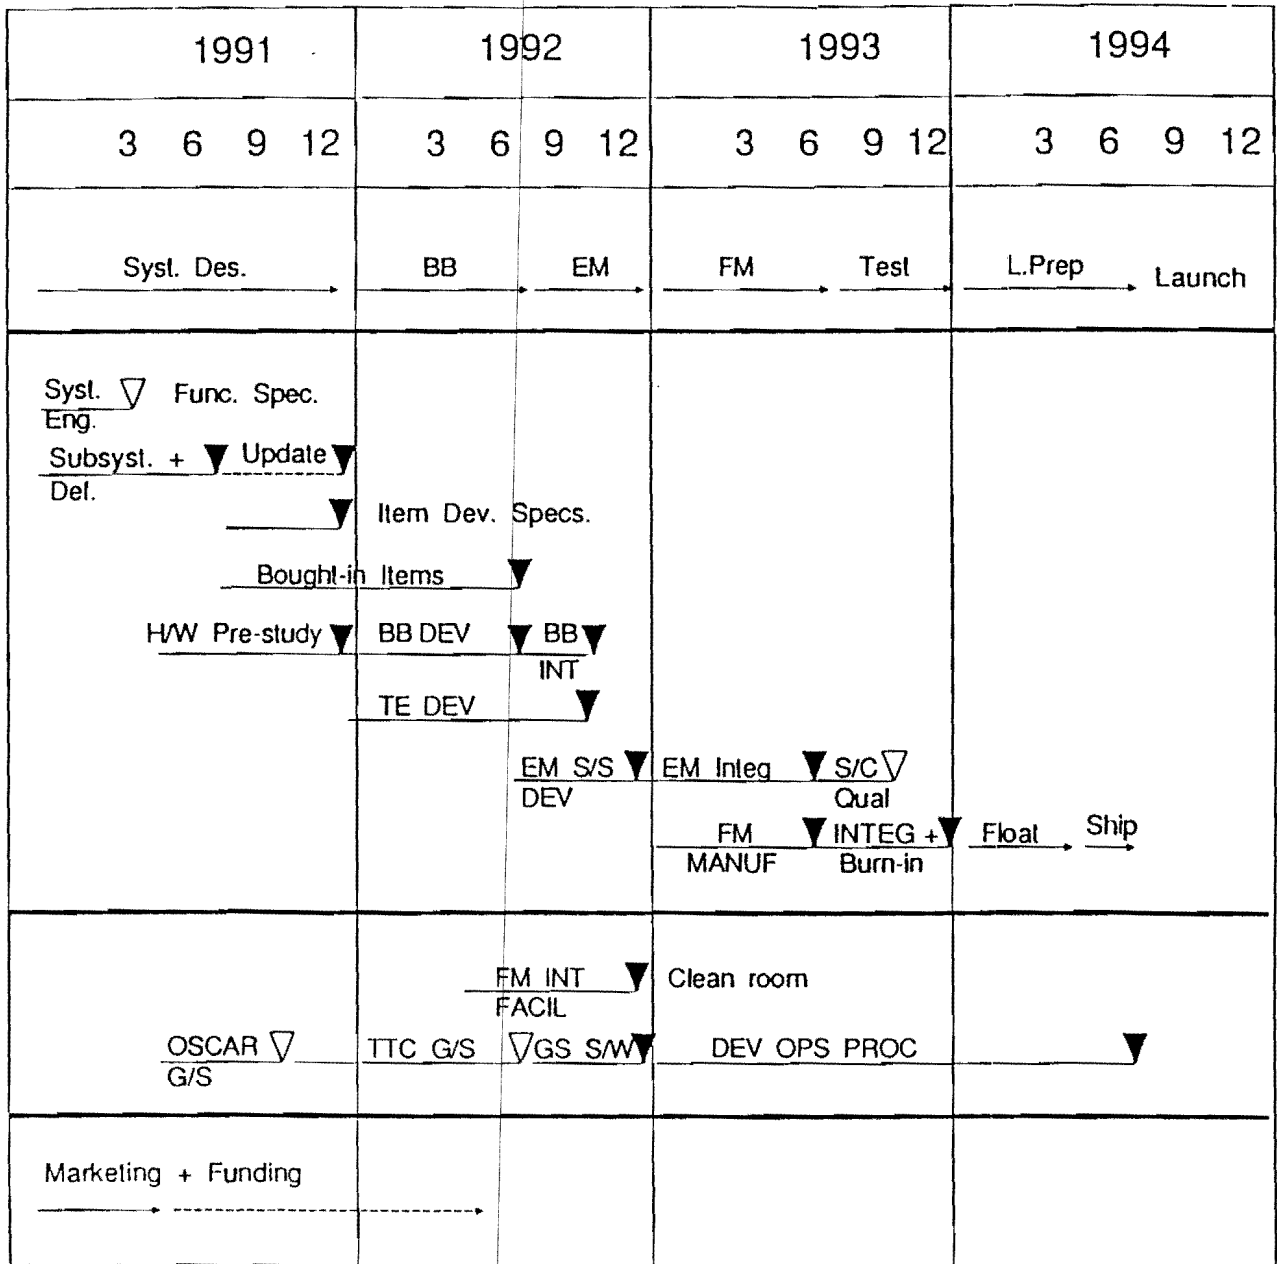 1991 1992 1993 1994
3 6 9 12 3 6 9 12 3 6 9 12 3 6 9 12
Syst. Des. BB EM FM Test L.Prep Launch
Syst. Func. Spec.
Eng.
Subsyst. + Update
Def.
Item Dev. Specs.
Bought-in Items
H/W Pre-study BB DEV BB
INT
TE DEV
EM S/S EM Integ S/C
DEV Qual
FM INTEG + Float Ship
MANUF Burn-in
FM INT Clean room
FACIL
OSCAR TTC G/S GS S/W DEV OPS PROC
G/S
Marketing + Funding